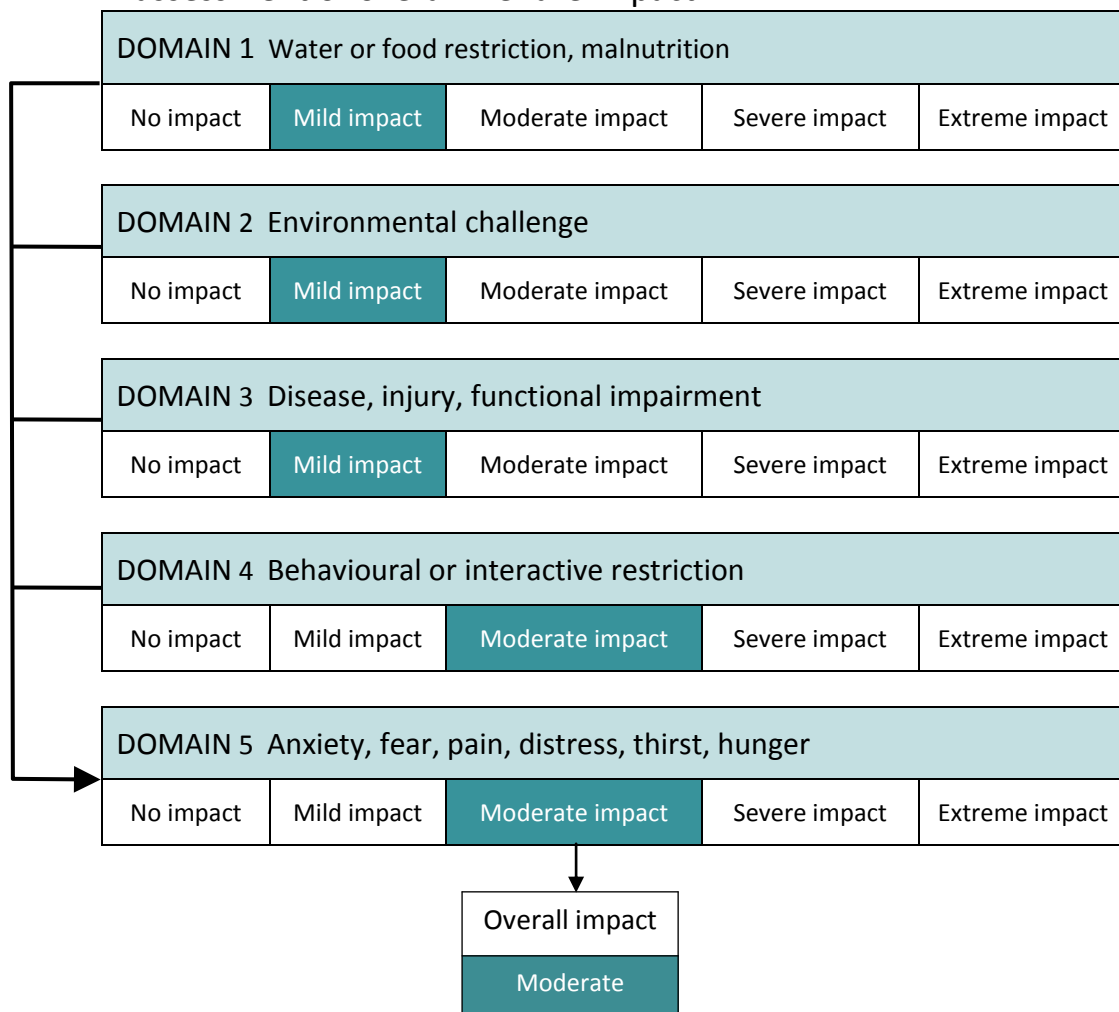 DOMAIN 1 Water or food restriction, malnutrition
No impact Mild impact Moderate impact Severe impact Extreme impact
DOMAIN 2 Environmental challenge
No impact Mild impact Moderate impact Severe impact Extreme impact
DOMAIN 3 Disease, injury, functional impairment
No impact Mild impact Moderate impact Severe impact Extreme impact
DOMAIN 4 Behavioural or interactive restriction
No impact Mild impact Moderate impact Severe impact Extreme impact
DOMAIN 5 Anxiety, fear, pain, distress, thirst, hunger
No impact Mild impact Moderate impact Severe impact Extreme impact
Overall impact
Moderate